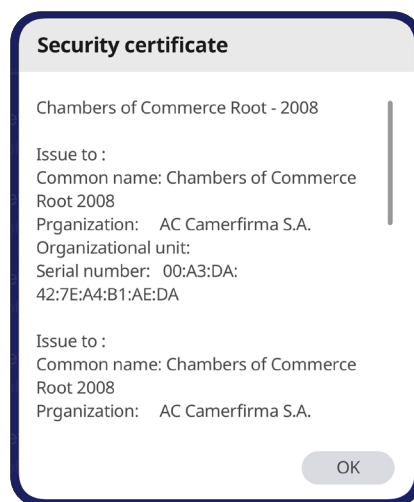 Security certificate
Chambers of Commerce Root - 2008
Issue to :
Common name: Chambers of Commerce
Root 2008
Prganization: AC Camerfirma S.A.
Organizational unit:
Serial number: 00:A3:DA:
42:7E:A4:B1:AE:DA
Issue to :
Common name: Chambers of Commerce
Root 2008
Prganization: AC Camerfirma S.A.
OK